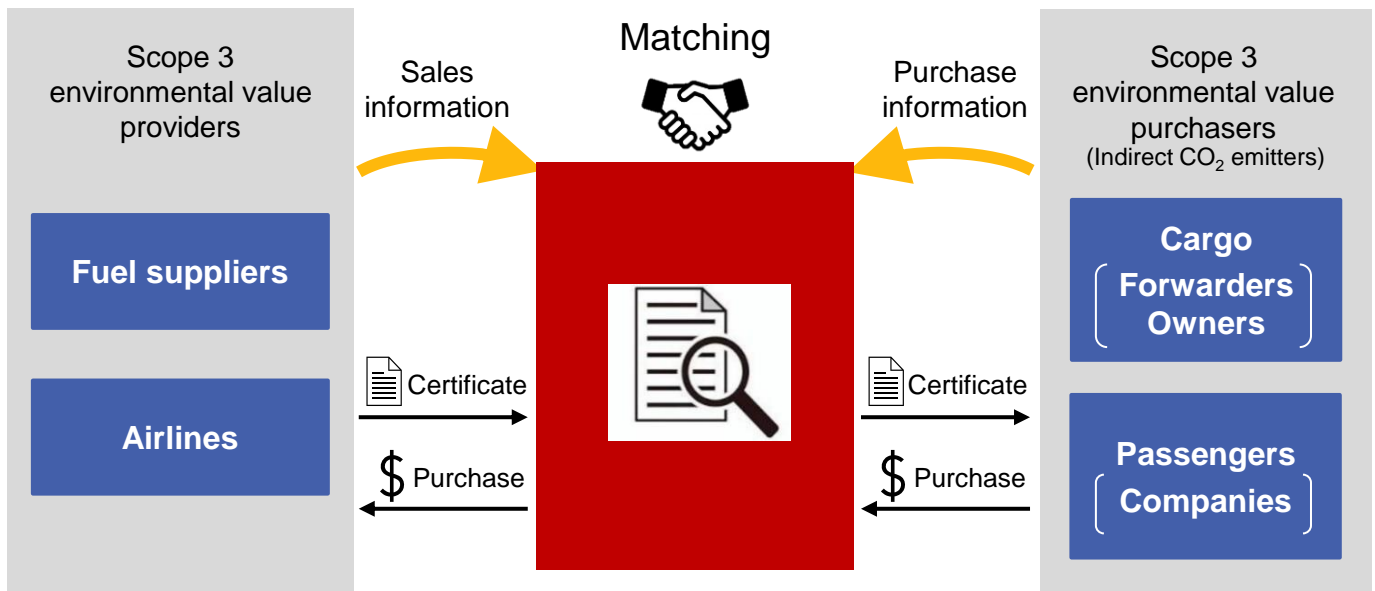 Scope 3
environmental value
providers
Fuel suppliers
Airlines
Sales
information
Certificate
$ Purchase
Matching
Purchase
information
Certificate
$ Purchase
Scope 3
environmental value
purchasers
(Indirect CO₂ emitters)
Cargo
Forwarders
Owners
Passengers
Companies